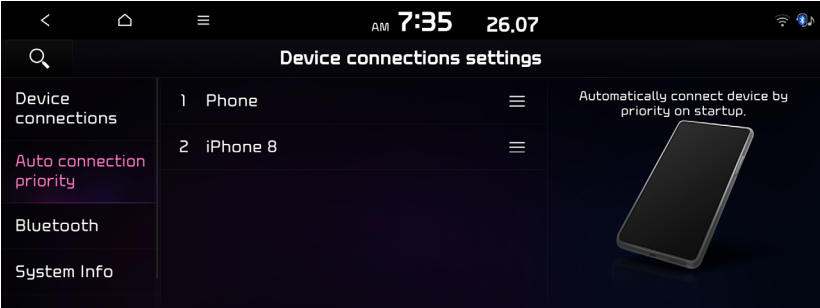 AM 7:35 26.07
Device connections settings
Device
connections
Auto connection
priority
Bluetooth
System Info
1 Phone
2 iPhone 8
Automatically connect device by
priority on startup.